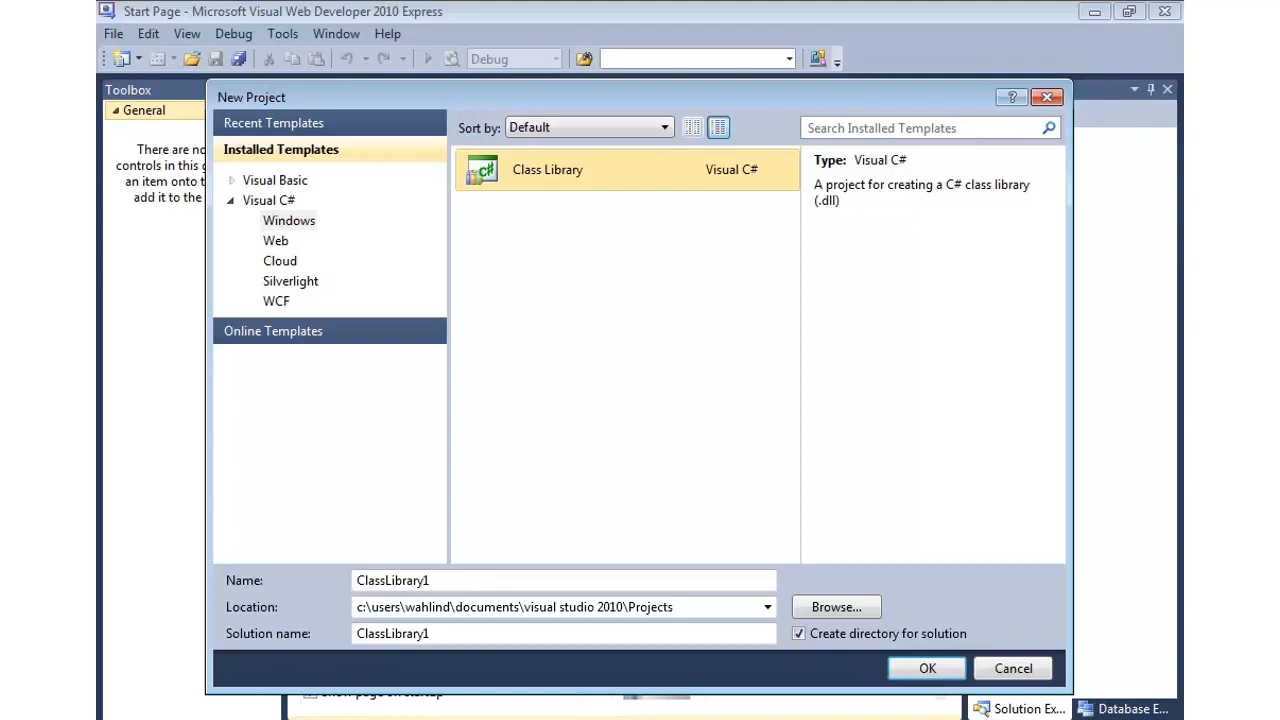 Start Page - Microsoft Visual Web Developer 2010 Express
File Edit View Debug Tools Window Help
Debug
Toolbox
General
There are no
controls in this g
an item onto t
add it to the
New Project
Recent Templates
Installed Templates
Visual Basic
Visual C#
Windows
Web
Cloud
Silverlight
WCF
Online Templates
Sort by: Default
Class Library Visual C#
Search Installed Templates
Type: Visual C#
A project for creating a C# class library
(.dll)
Name: ClassLibrary1
Location: c:\users\wahlind\documents\visual studio 2010\Projects Browse...
Solution name: ClassLibrary1 Create directory for solution
OK Cancel
Show page on startup
Solution Ex... Database E...